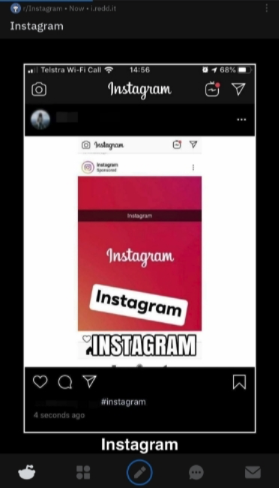 r/Instagram • Now • i.redd.it
Instagram
Telstra Wi-Fi Call 14:56 68%
Instagram
Instagram
Instagram
Sponsored
Instagram
Instagram
Instagram
INSTAGRAM
#instagram
4 seconds ago
Instagram